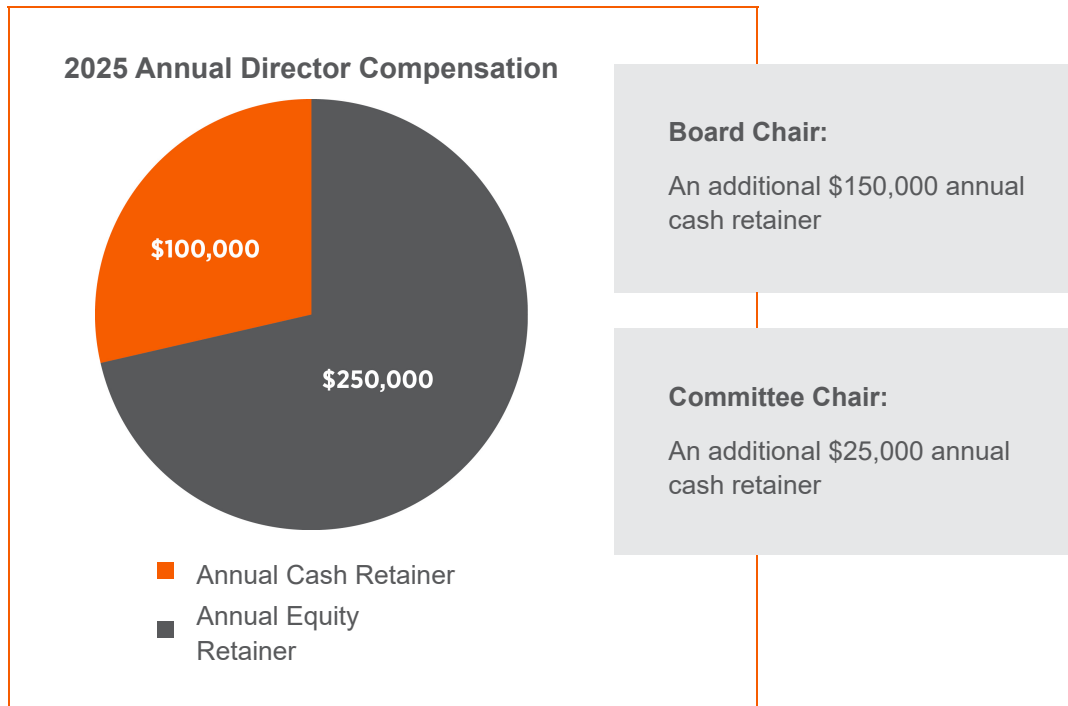 2025 Annual Director Compensation
$100,000
$250,000
Annual Cash Retainer
Annual Equity
Retainer
Board Chair:
An additional $150,000 annual
cash retainer
Committee Chair:
An additional $25,000 annual
cash retainer